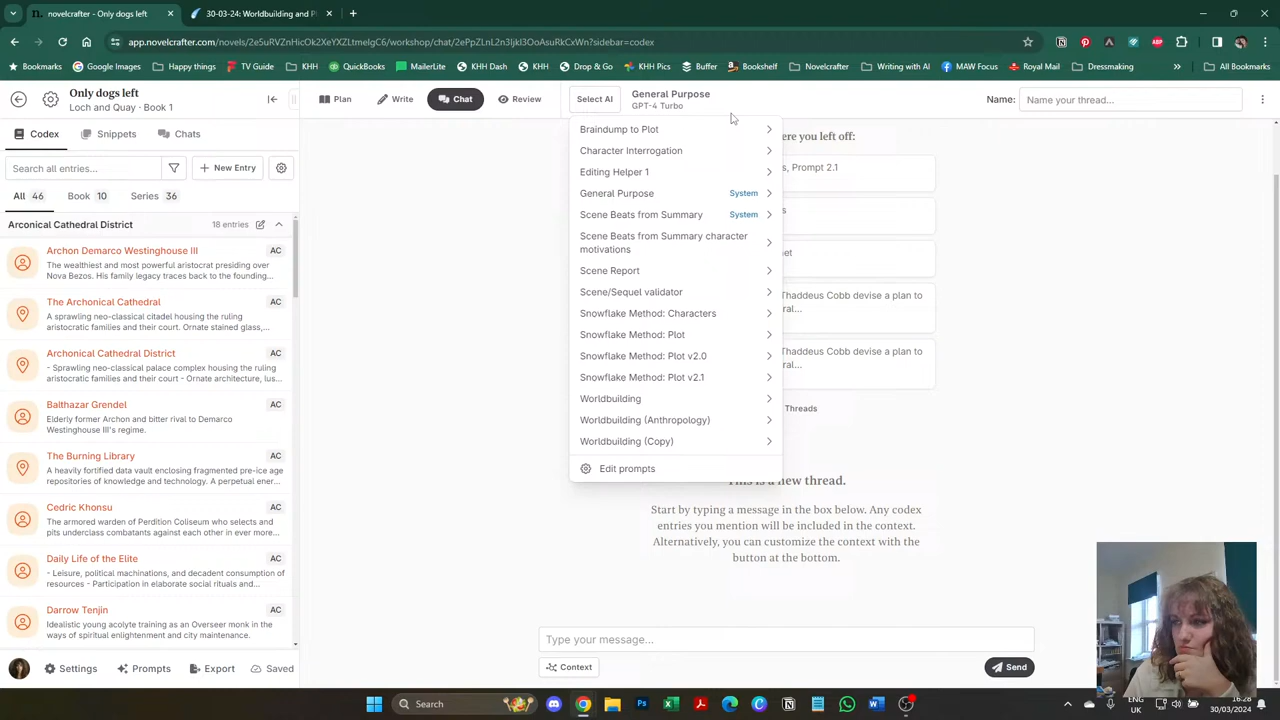 novelcrafter - Only dogs left
30-03-24: Worldbuilding and P
app.novelcrafter.com/novels/2e5uRVZnicOk2XeYXZLtmelgC6/workshop/chat/2ePpZLnL2n3Ijkl3OoAsuRkCxWn?sidebar=codex
Bookmarks
Google Images
Happy things
TV Guide
KHH
QuickBooks
MailerLite
KHH Dash
KHH
Drop & Go
KHH Pixi
Buffer
Bookshelf
Novelcrafter
Writing with AI
MAW Focus
Pinterest
All Bookmarks
Only dogs left
Loch and Quay - Book 1
Plan
Write
Chat
Review
Select AI
General Purpose
GPT-4 Turbo
Name:
Name your thread...
Codex
Snippets
Chats
Search all entries...
New Entry
All 46
Book 10
Series 36
Arconical Cathedral District
18 entries
Archon Demarco Westinghouse III
AC
The wealthiest and most powerful aristocrat presiding over
Nova Bezos. His family legacy traces back to the founding...
The Archonical Cathedral
AC
A sprawling neo-classical palace complex housing the ruling
aristocratic families and their court. Ornate stained glass,...
Archonical Cathedral District
AC
- Sprawling neo-classical palace complex housing the ruling
aristocratic families and their court - Ornate architecture, lus...
Balthazar Grendel
AC
Elderly former Archon and bitter rival to Demarco
Westinghouse III's regime.
The Burning Library
AC
A heavily fortified data vault enclosing fragmented pre-ice age
repositories of knowledge and technology. A perpetual ener...
Cedric Khonsu
AC
The armored warden of Perdition Coliseum who selects and
pits underclass combatants against each other in ever more...
Daily Life of the Elite
AC
- Leisure, political machinations, and decadent consumption of
resources - Participation in elaborate social rituals and...
Darrow Tenjin
AC
Idealistic young acolyte training as an Overseer monk in the
ways of spiritual enlightenment and city maintenance.
Settings
Prompts
Export
Saved
Braindump to Plot
Character Interrogation
Editing Helper 1
General Purpose
System
Scene Beats from Summary
System
Scene Beats from Summary character
motivations
Scene Report
Scene/Sequel validator
Snowflake Method: Characters
Snowflake Method: Plot
Snowflake Method: Plot v2.0
Snowflake Method: Plot v2.1
Worldbuilding
Worldbuilding (Anthropology)
Worldbuilding (Copy)
Edit prompts
ere you left off:
s, Prompt 2.1
s
et
Thaddeus Cobb devise a plan to
ral...
Thaddeus Cobb devise a plan to
ral...
Threads
This is a new thread.
Start by typing a message in the box below. Any codex
entries you mention will be included in the context.
Alternatively, you can customize the context with the
button at the bottom.
Type your message...
Context
Send
Search
ENG
UK
16:28
30/03/2024